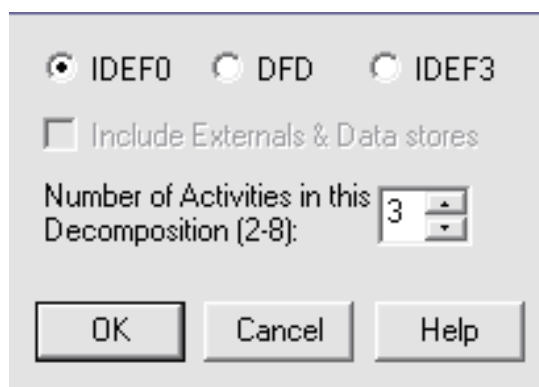 IDEF0 DFD IDEF3
Include Externals & Data stores
Number of Activities in this
Decomposition (2-8):
3
OK Cancel Help